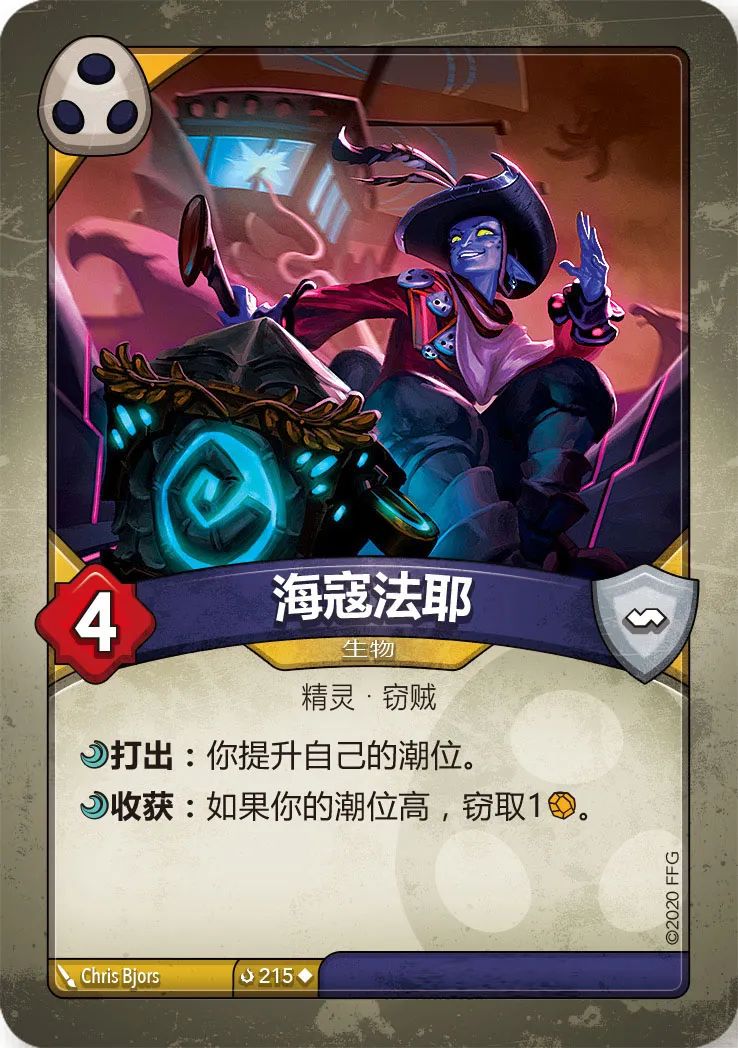 4
海寇法耶
生物
精灵 · 窃贼
打出：你提升自己的潮位。
收获：如果你的潮位高，窃取1。
©2020 FFG
Chris Bjors
215